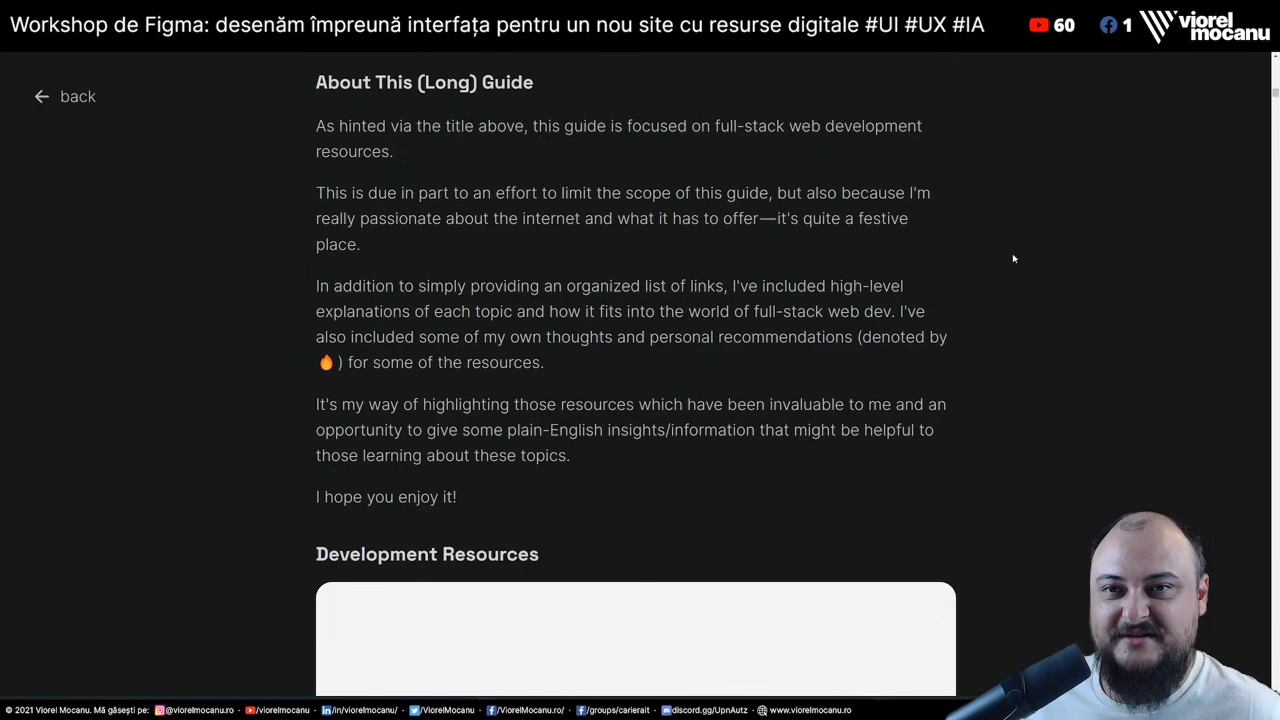 Workshop de Figma: desenăm împreună interfața pentru un nou site cu resurse digitale #UI #UX #IA
60
1
viorel
mocanu
back
About This (Long) Guide
As hinted via the title above, this guide is focused on full-stack web development
resources.
This is due in part to an effort to limit the scope of this guide, but also because I'm
really passionate about the internet and what it has to offer—it's quite a festive
place.
In addition to simply providing an organized list of links, I've included high-level
explanations of each topic and how it fits into the world of full-stack web dev. I've
also included some of my own thoughts and personal recommendations (denoted by
🔥 ) for some of the resources.
It's my way of highlighting those resources which have been invaluable to me and an
opportunity to give some plain-English insights/information that might be helpful to
those learning about these topics.
I hope you enjoy it!
Development Resources
© 2021 Viorel Mocanu. Mă găsești pe: @viorelmocanu /viorelmocanu /in/viorelmocanu/ /ViorelMocanu /ViorelMocanu.ro/ /groups/carierait /discord.gg/UpnAutz www.viorelmocanu.ro